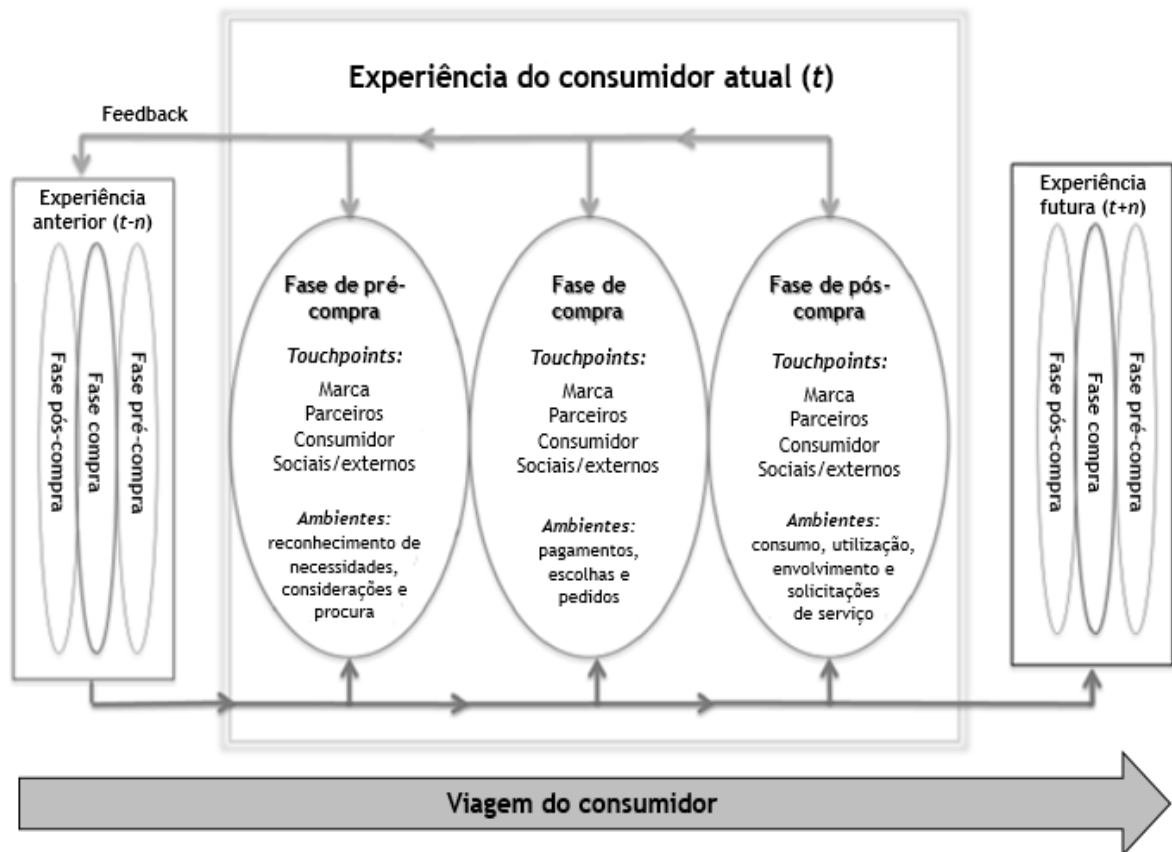 Experiência do consumidor atual (t)
Feedback
Experiência
anterior (t-n)
Fase pós-compra
Fase compra
Fase pré-compra
Fase de pré-
compra
Touchpoints:
Marca
Parceiros
Consumidor
Sociais/externos
Ambientes:
reconhecimento de
necessidades,
considerações e
procura
Fase de
compra
Touchpoints:
Marca
Parceiros
Consumidor
Sociais/externos
Ambientes:
pagamentos,
escolhas e
pedidos
Fase de pós-
compra
Touchpoints:
Marca
Parceiros
Consumidor
Sociais/externos
Ambientes:
consumo, utilização,
envolvimento e
solicitações
de serviço
Experiência
futura (t+n)
Fase pós-compra
Fase compra
Fase pré-compra
Viagem do consumidor